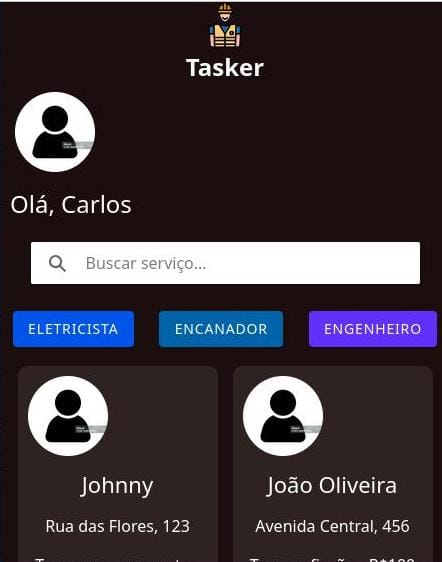 Tasker
Olá, Carlos
Buscar serviço...
ELETRICISTA ENCANADOR ENGENHEIRO
Johnny João Oliveira
Rua das Flores, 123 Avenida Central, 456